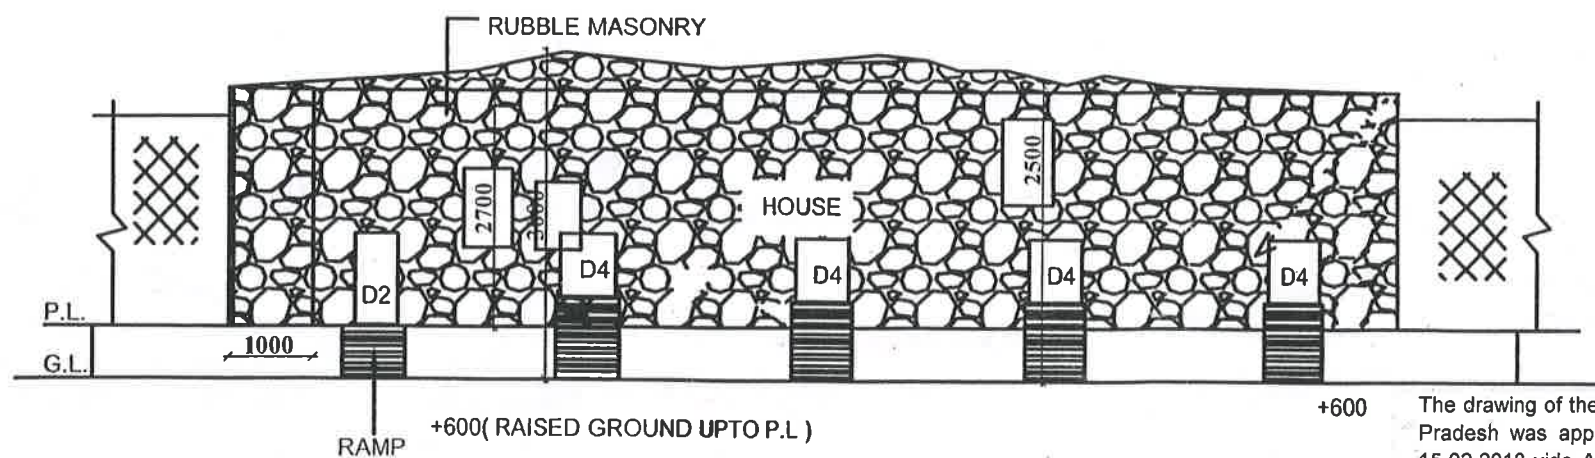 RUBBLE MASONRY
2700
3000
2500
HOUSE
D2
D4
D4
D4
D4
P.L.
1000
G.L.
+600( RAISED GROUND UPTO P.L )
RAMP
+600
The drawing of the
Pradesh was app